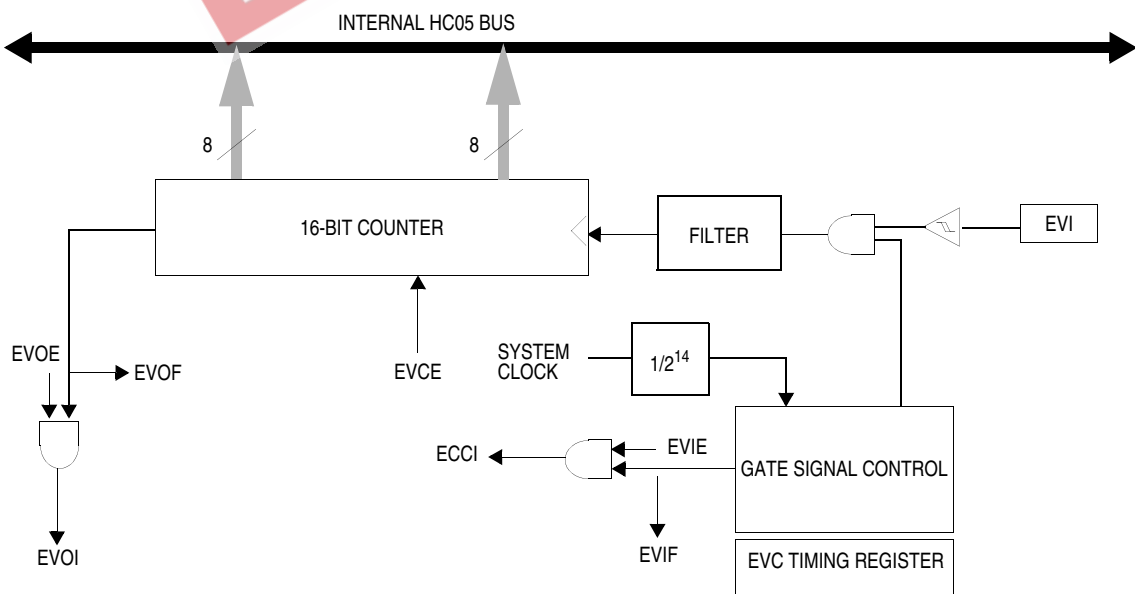 INTERNAL HC05 BUS
8
8
16-BIT COUNTER
FILTER
EVI
EVOE
EVOF
EVCE
SYSTEM
CLOCK
1/2^14
ECCI
EVIE
GATE SIGNAL CONTROL
EVOI
EVIF
EVC TIMING REGISTER